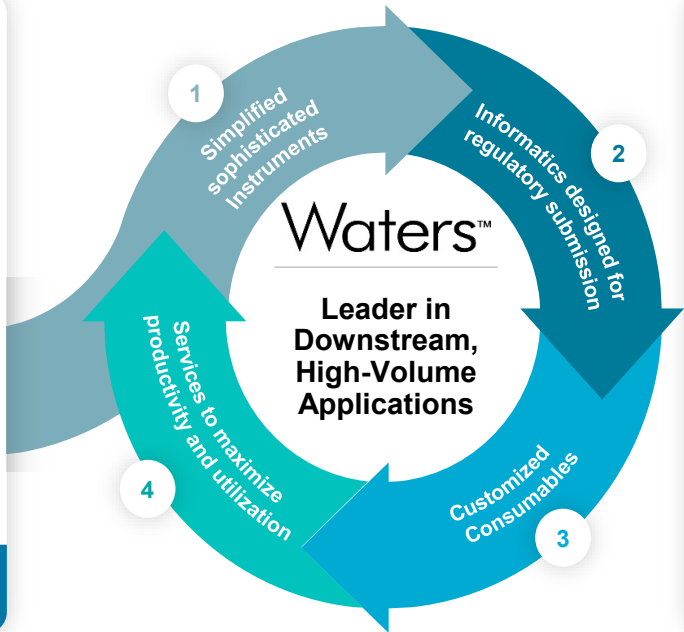 1
Simplified
sophisticated
Instruments
2
Informatics designed for
regulatory submission
Waters™
Leader in
Downstream,
High-Volume
Applications
Services to maximize
productivity and utilization
4
Customized
Consumables
3